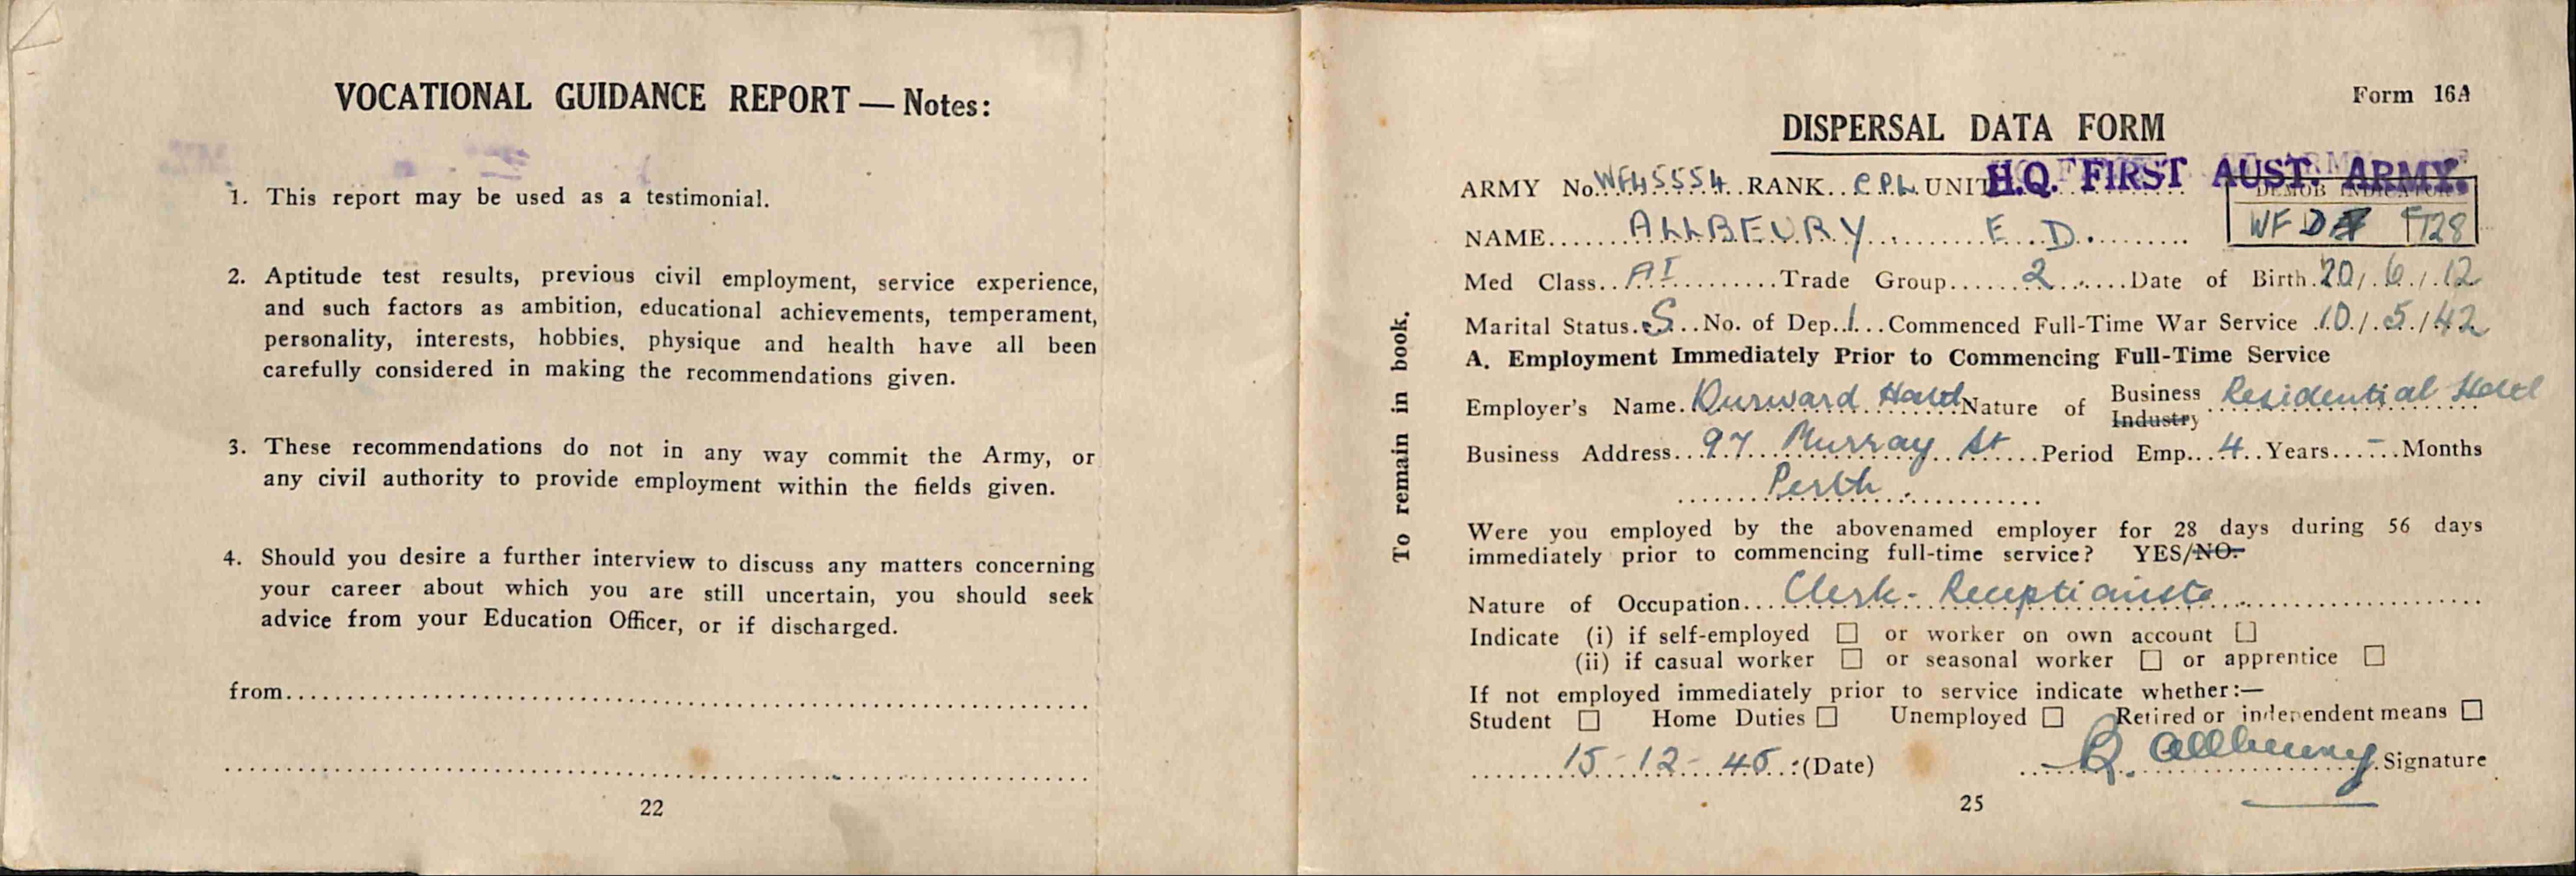 VOCATIONAL GUIDANCE REPORT — Notes:
1. This report may be used as a testimonial.
2. Aptitude test results, previous civil employment, service experience,
and such factors as ambition, educational achievements, temperament,
personality, interests, hobbies, physique and health have all been
carefully considered in making the recommendations given.
3. These recommendations do not in any way commit the Army, or
any civil authority to provide employment within the fields given.
4. Should you desire a further interview to discuss any matters concerning
your career about which you are still uncertain, you should seek
advice from your Education Officer, or if discharged.
from
22
To remain in book.
Form 16A
DISPERSAL DATA FORM
ARMY No. WF45554 RANK CPL UNIT H.Q. FIRST AUST. ARMY.
DEMOB INDICATOR
NAME ALLBEURY E. D. WF D F128
Med Class AI Trade Group 2 Date of Birth 20/6/12
Marital Status S No. of Dep. 1 Commenced Full-Time War Service 10/5/42
A. Employment Immediately Prior to Commencing Full-Time Service
Employer's Name Durward Hotel Nature of Business Industry Residential Hotel
Business Address 97 Murray St Period Emp. 4 Years - Months
Perth
Were you employed by the abovenamed employer for 28 days during 56 days
immediately prior to commencing full-time service? YES/NO.
Nature of Occupation Clerk-Receptioniste
Indicate (i) if self-employed or worker on own account
(ii) if casual worker or seasonal worker or apprentice
If not employed immediately prior to service indicate whether:—
Student Home Duties Unemployed Retired or independent means
15-12-45 (Date) Allbeury Signature
25